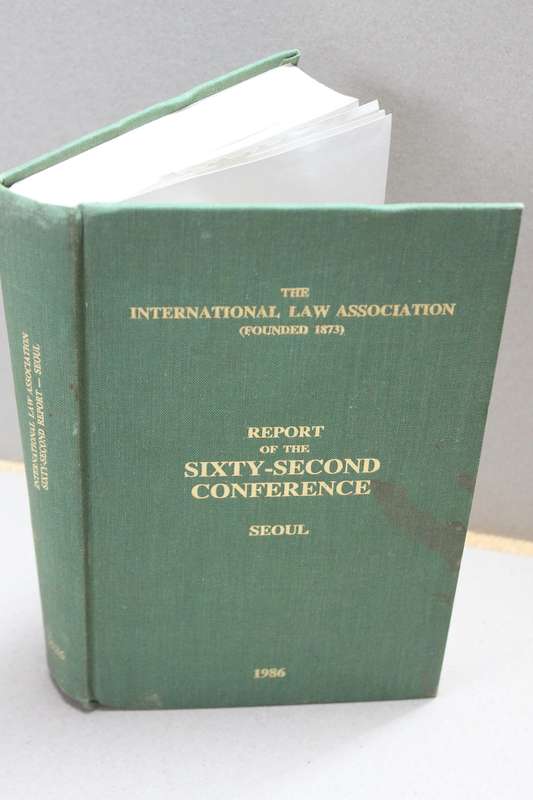 THE
INTERNATIONAL LAW ASSOCIATION
(FOUNDED 1873)
REPORT
OF THE
SIXTY-SECOND
CONFERENCE
SEOUL
1986
INTERNATIONAL LAW ASSOCIATION
SIXTY-SECOND REPORT — SEOUL